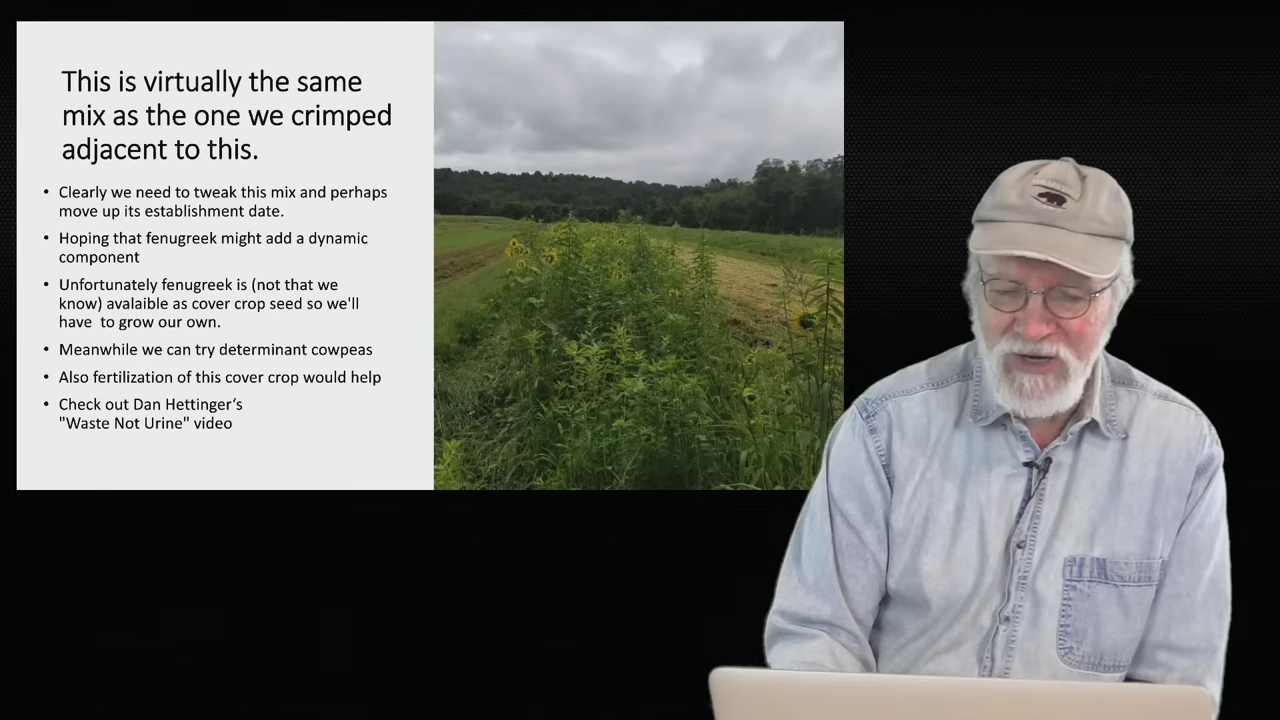 This is virtually the same
mix as the one we crimped
adjacent to this.
• Clearly we need to tweak this mix and perhaps
move up its establishment date.
• Hoping that fenugreek might add a dynamic
component
• Unfortunately fenugreek is (not that we
know) avalaible as cover crop seed so we'll
have  to grow our own.
• Meanwhile we can try determinant cowpeas
• Also fertilization of this cover crop would help
• Check out Dan Hettinger‘s
"Waste Not Urine" video